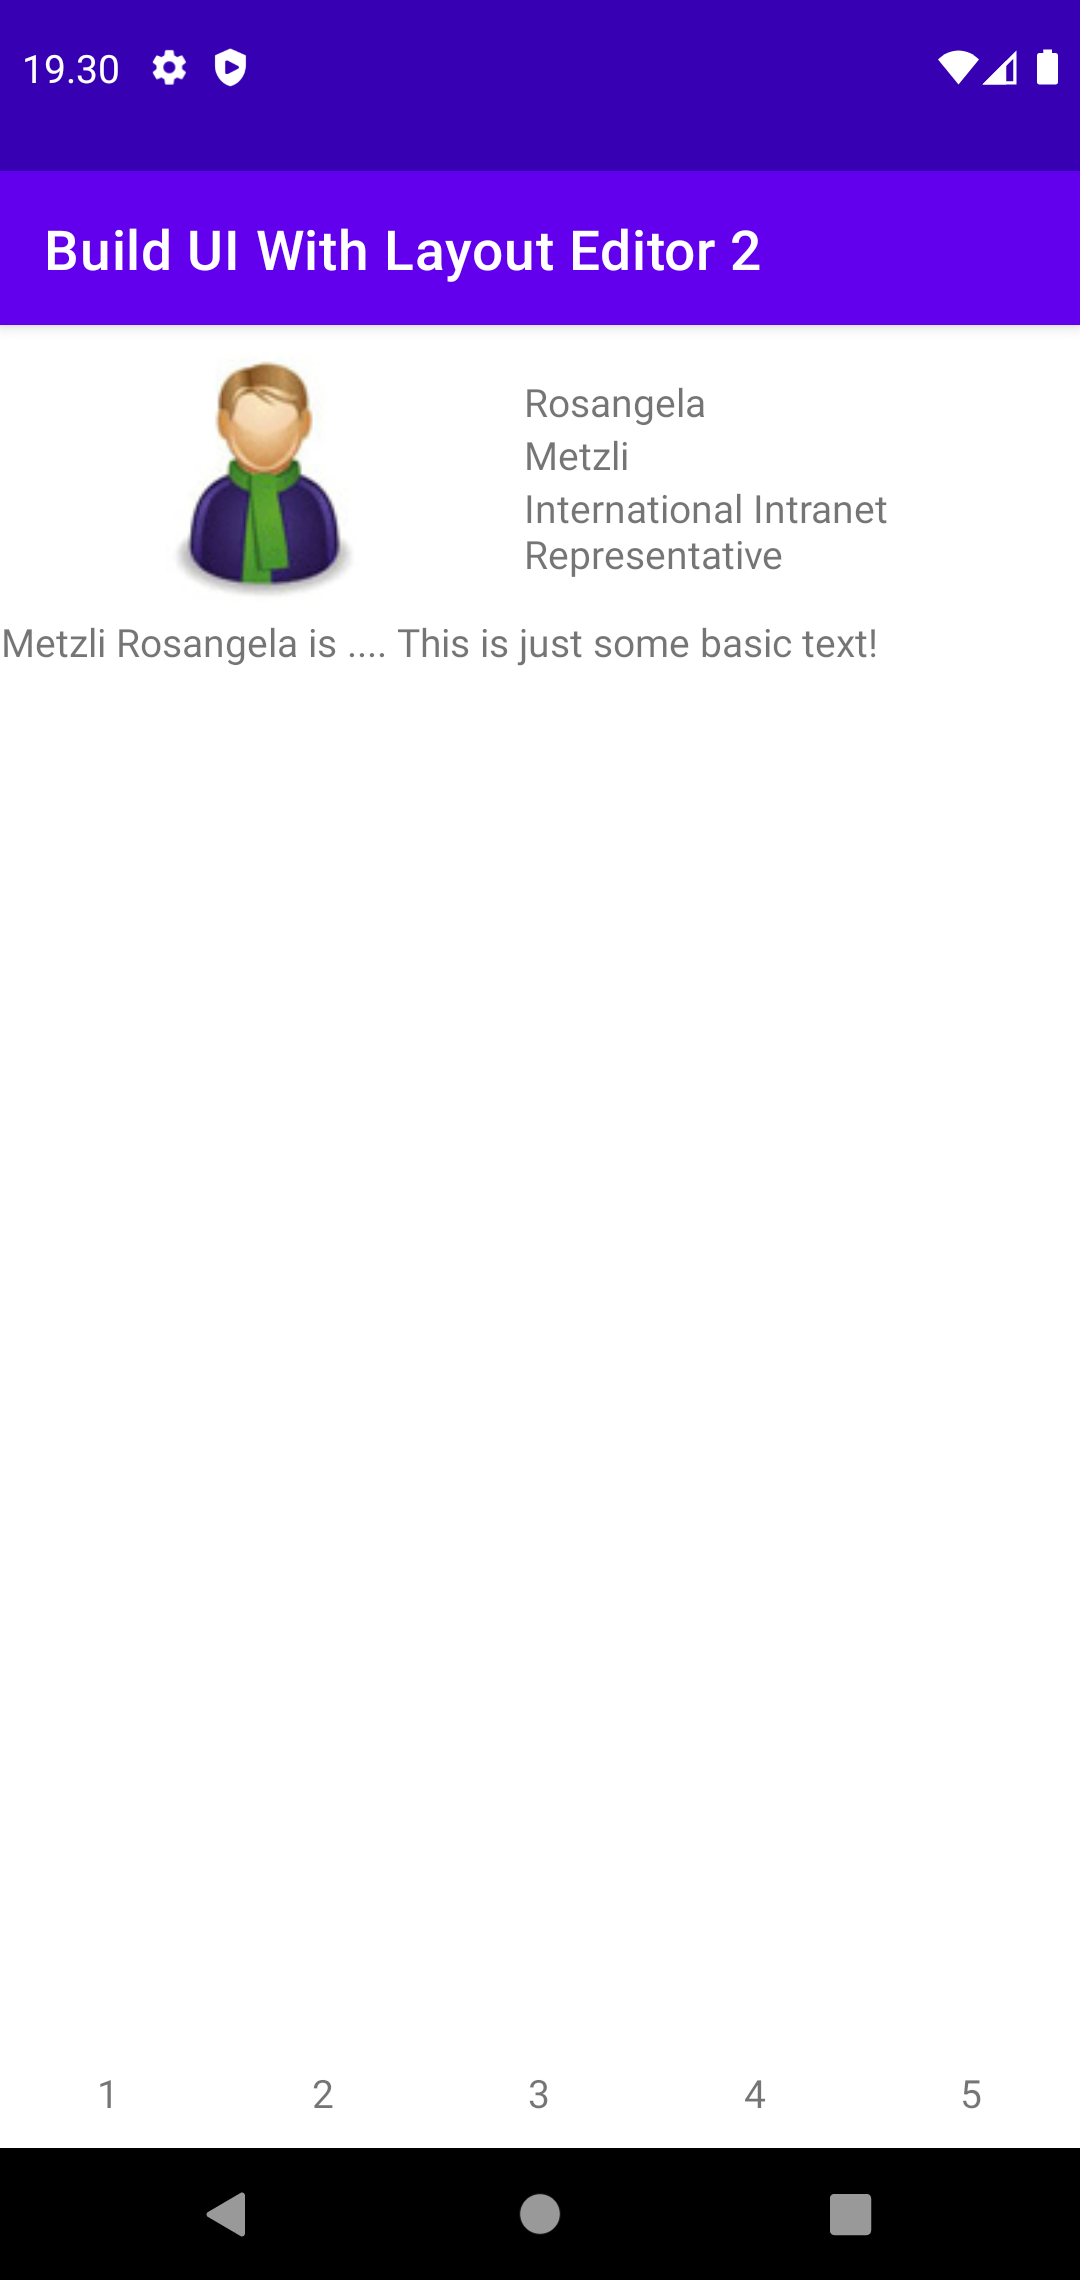 19.30
Build UI With Layout Editor 2
Rosangela
Metzli
International Intranet
Representative
Metzli Rosangela is .... This is just some basic text!
1 2 3 4 5